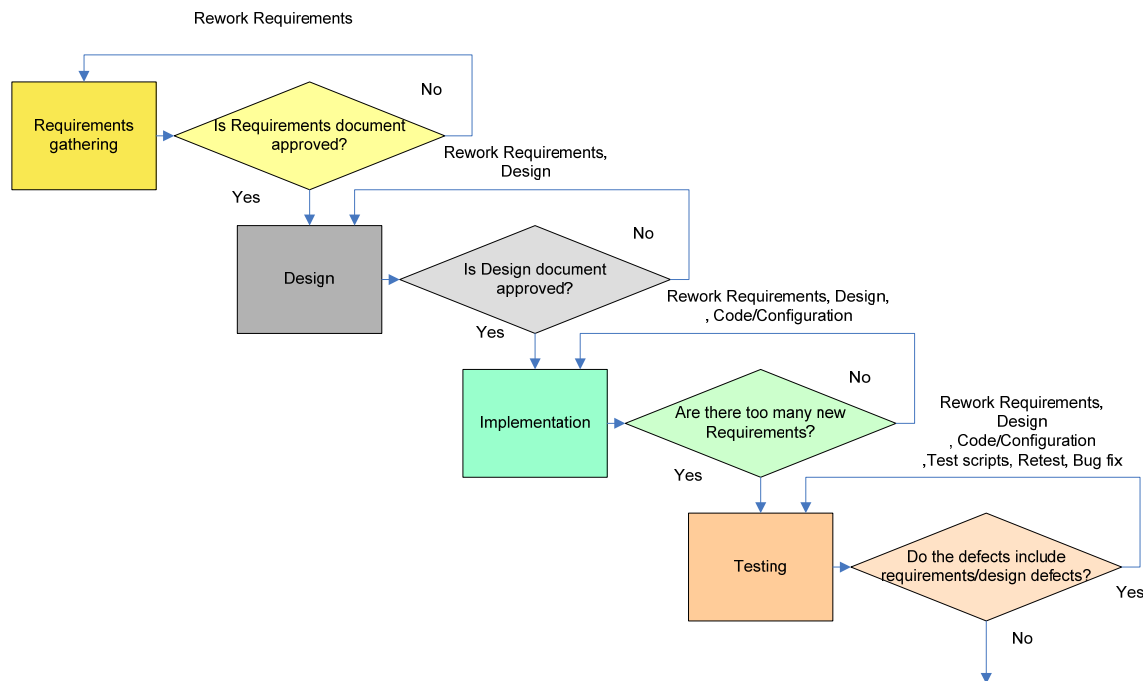 Rework Requirements
No
Requirements
gathering
Is Requirements document
approved?
Yes
Rework Requirements,
Design
No
Design
Is Design document
approved?
Yes
Rework Requirements, Design,
, Code/Configuration
No
Implementation
Are there too many new
Requirements?
Yes
Rework Requirements,
Design
, Code/Configuration
,Test scripts, Retest, Bug fix
Testing
Do the defects include
requirements/design defects?
Yes
No